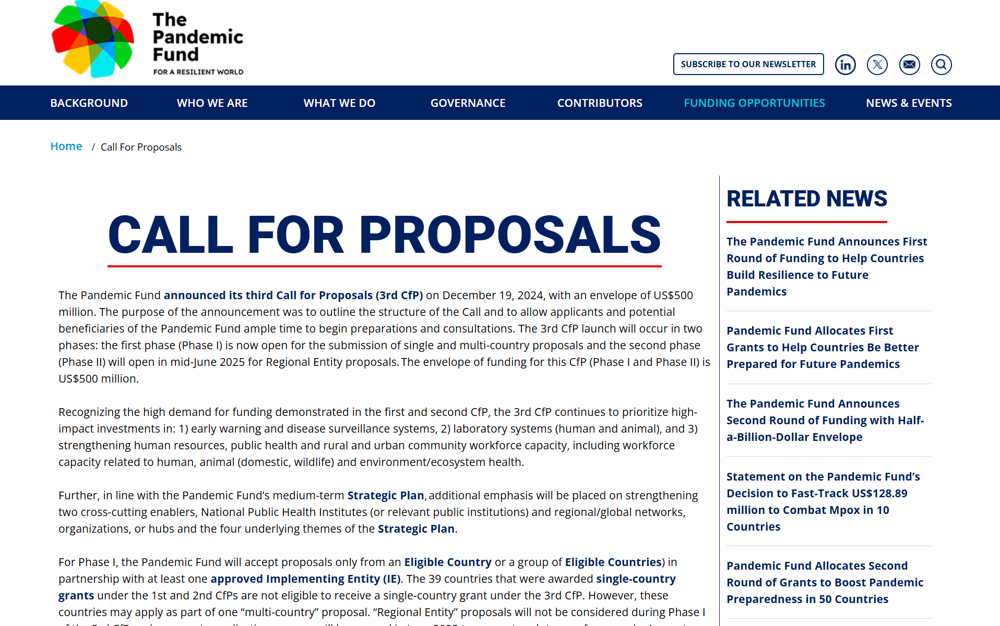 The
Pandemic
Fund
FOR A RESILIENT WORLD
SUBSCRIBE TO OUR NEWSLETTER
in
X
BACKGROUND
WHO WE ARE
WHAT WE DO
GOVERNANCE
CONTRIBUTORS
FUNDING OPPORTUNITIES
NEWS & EVENTS
Home / Call For Proposals
CALL FOR PROPOSALS
The Pandemic Fund announced its third Call for Proposals (3rd CfP) on December 19, 2024, with an envelope of US$500
million. The purpose of the announcement was to outline the structure of the Call and to allow applicants and potential
beneficiaries of the Pandemic Fund ample time to begin preparations and consultations. The 3rd CfP launch will occur in two
phases: the first phase (Phase I) is now open for the submission of single and multi-country proposals and the second phase
(Phase II) will open in mid-June 2025 for Regional Entity proposals. The envelope of funding for this CfP (Phase I and Phase II) is
US$500 million.
Recognizing the high demand for funding demonstrated in the first and second CfP, the 3rd CfP continues to prioritize high-
impact investments in: 1) early warning and disease surveillance systems, 2) laboratory systems (human and animal), and 3)
strengthening human resources, public health and rural and urban community workforce capacity, including workforce
capacity related to human, animal (domestic, wildlife) and environment/ecosystem health.
Further, in line with the Pandemic Fund’s medium-term Strategic Plan, additional emphasis will be placed on strengthening
two cross-cutting enablers, National Public Health Institutes (or relevant public institutions) and regional/global networks,
organizations, or hubs and the four underlying themes of the Strategic Plan.
For Phase I, the Pandemic Fund will accept proposals only from an Eligible Country or a group of Eligible Countries) in
partnership with at least one approved Implementing Entity (IE). The 39 countries that were awarded single-country
grants under the 1st and 2nd CfPs are not eligible to receive a single-country grant under the 3rd CfP. However, these
countries may apply as part of one “multi-country” proposal. “Regional Entity” proposals will not be considered during Phase I
RELATED NEWS
The Pandemic Fund Announces First
Round of Funding to Help Countries
Build Resilience to Future
Pandemics
Pandemic Fund Allocates First
Grants to Help Countries Be Better
Prepared for Future Pandemics
The Pandemic Fund Announces
Second Round of Funding with Half-
a-Billion-Dollar Envelope
Statement on the Pandemic Fund’s
Decision to Fast-Track US$128.89
million to Combat Mpox in 10
Countries
Pandemic Fund Allocates Second
Round of Grants to Boost Pandemic
Preparedness in 50 Countries